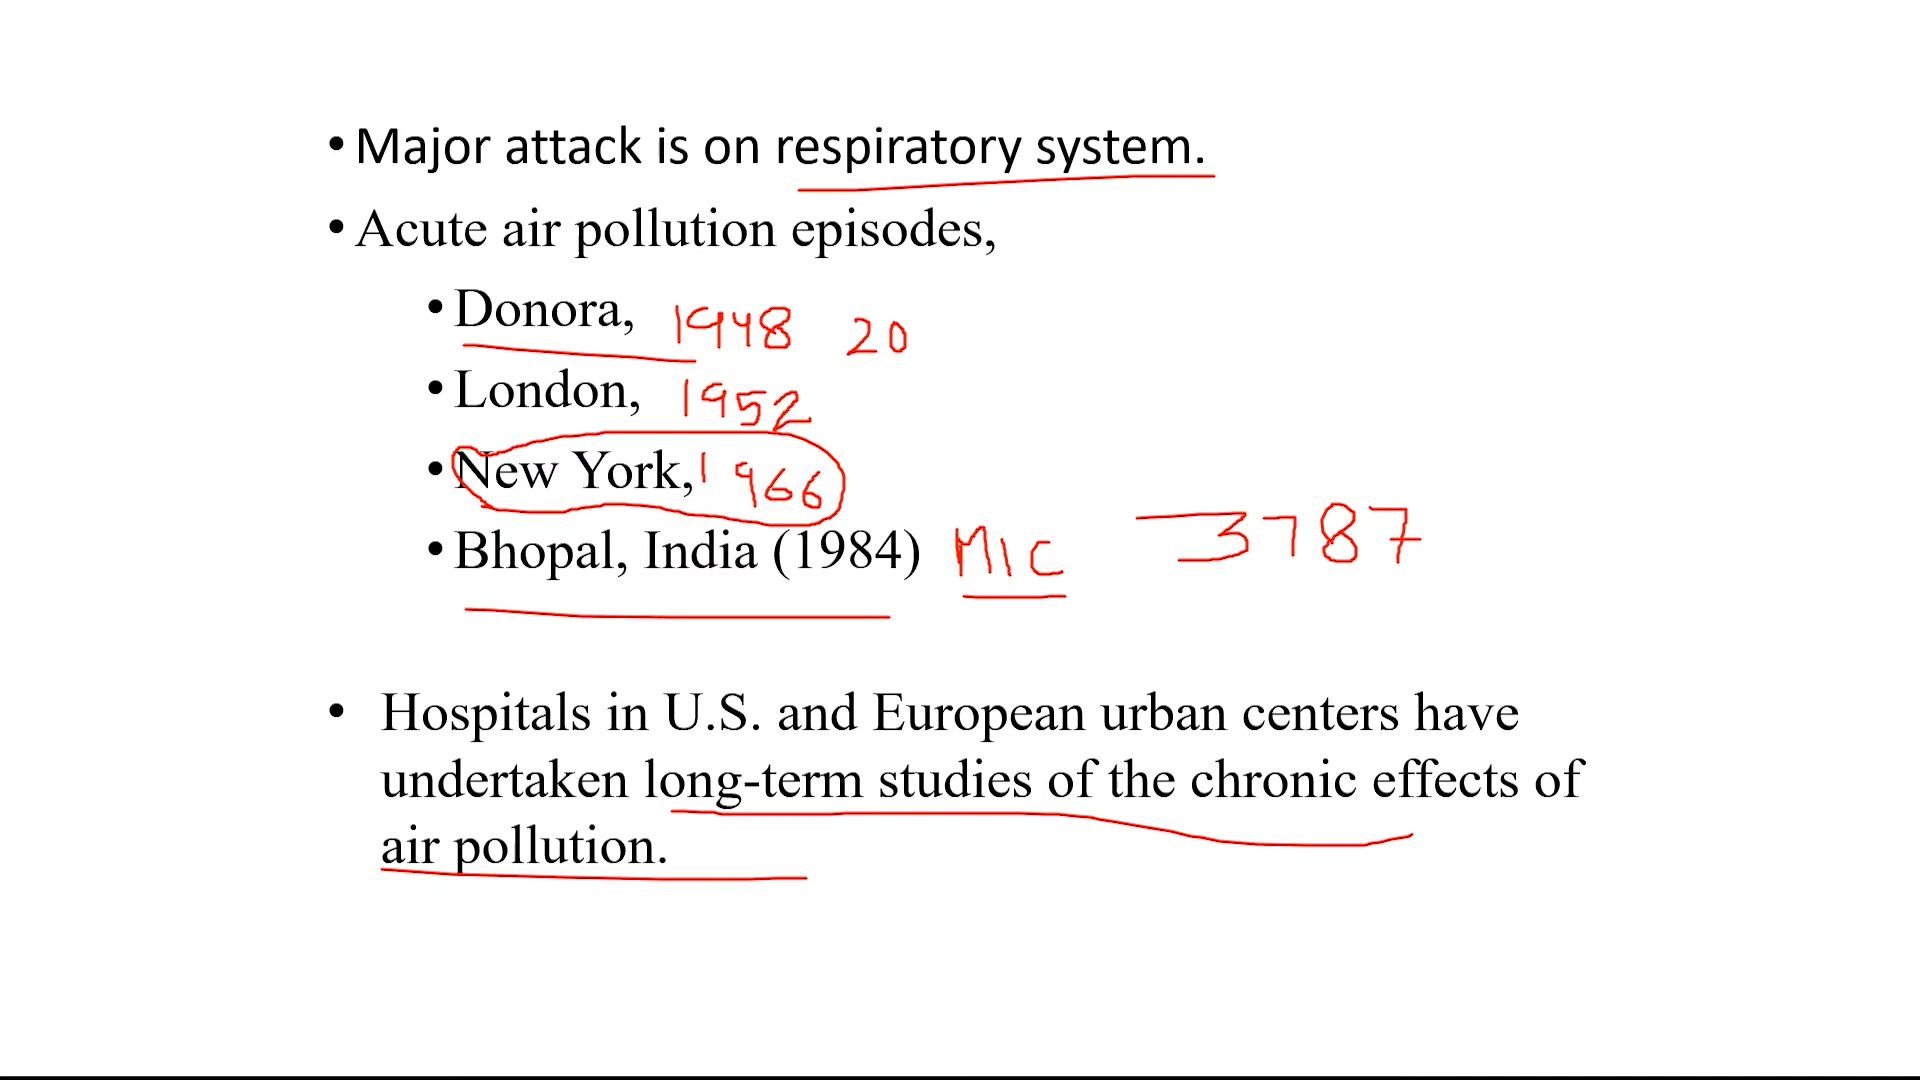 • Major attack is on respiratory system.
• Acute air pollution episodes,
• Donora, 1948 20
• London, 1952
• New York, 1966
• Bhopal, India (1984) MIC 3787
• Hospitals in U.S. and European urban centers have
undertaken long-term studies of the chronic effects of
air pollution.